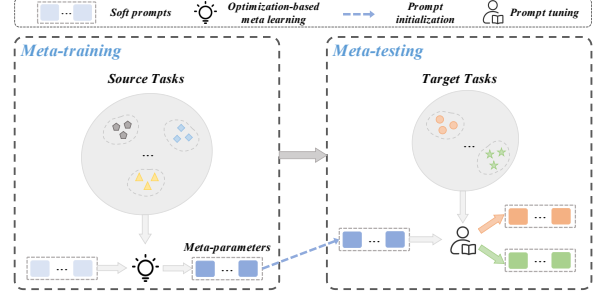 ... Soft prompts
Optimization-based
meta learning
Prompt
initialization
Prompt tuning
Meta-training
Meta-testing
Source Tasks
Target Tasks
...
...
...
Meta-parameters
...
...
...
...
...